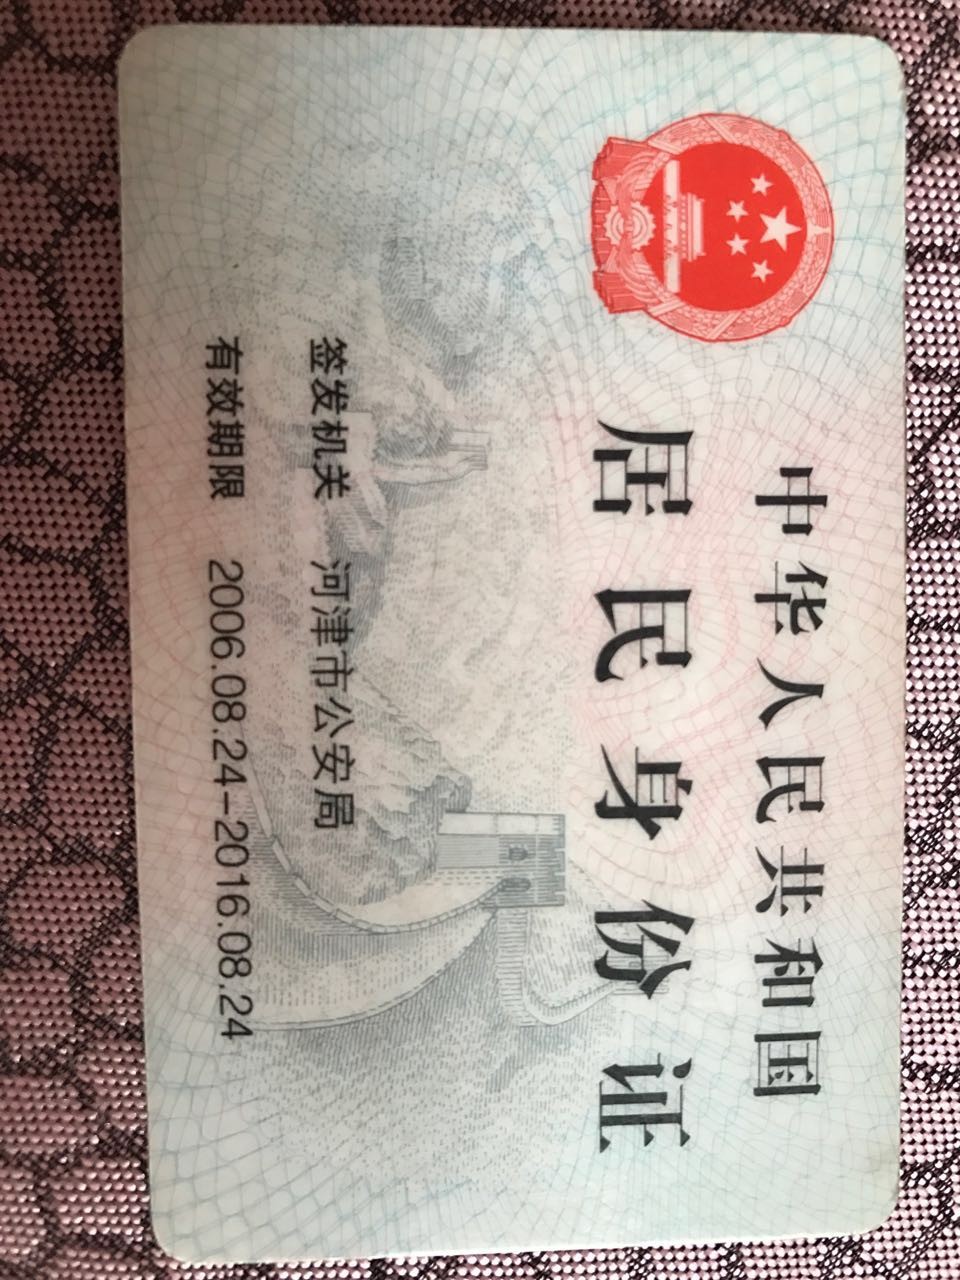 中华人民共和国
居民身份证
签发机关 河津市公安局
有效期限 2006.08.24-2016.08.24